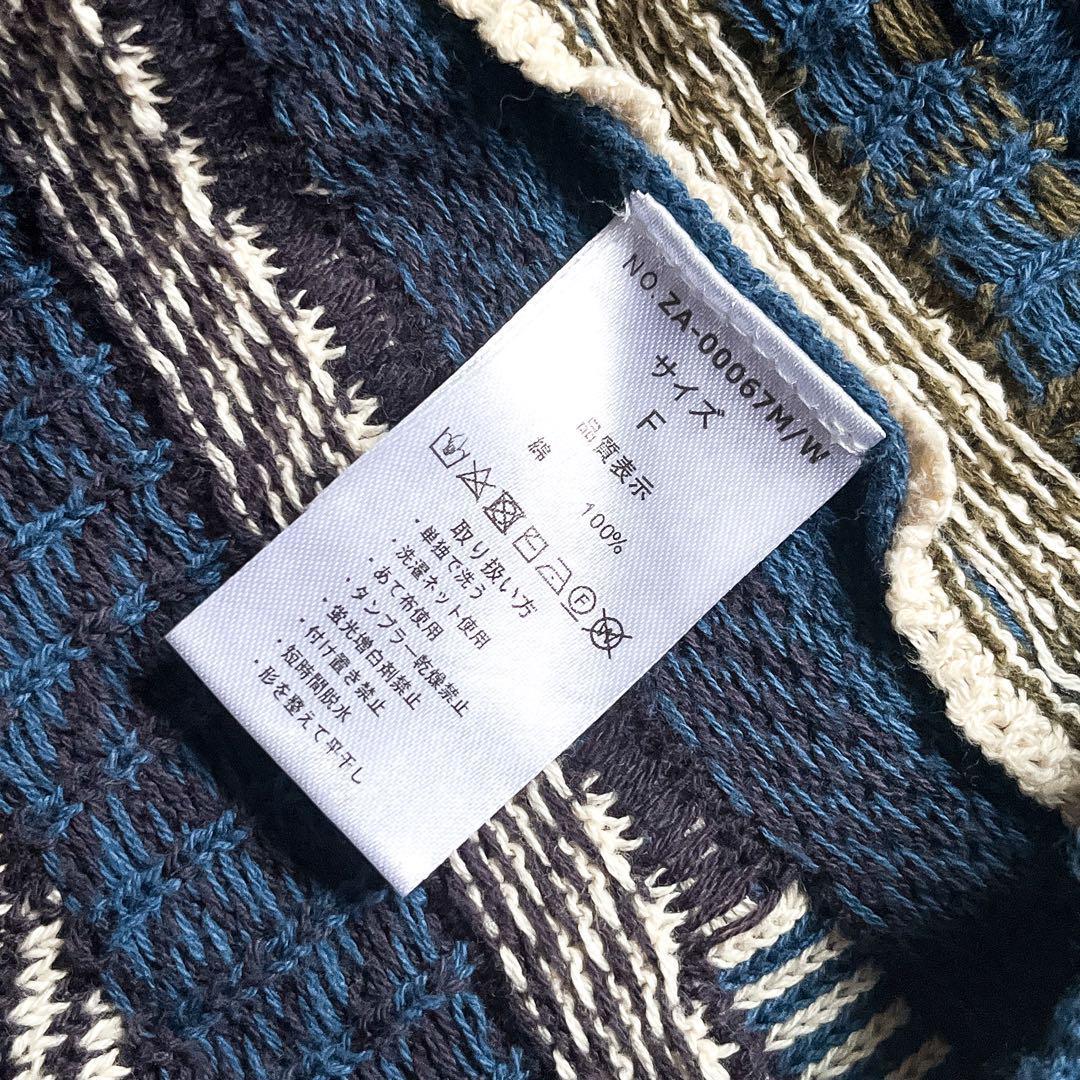 NO.ZA-00067M/W
サイズ
F
品質表示
綿 100%
F
取り扱い方
・単独で洗う
・洗濯ネット使用
・あて布使用
・タンブラー乾燥禁止
・蛍光増白剤禁止
・付け置き禁止
・短時間脱水
・形を整えて平干し